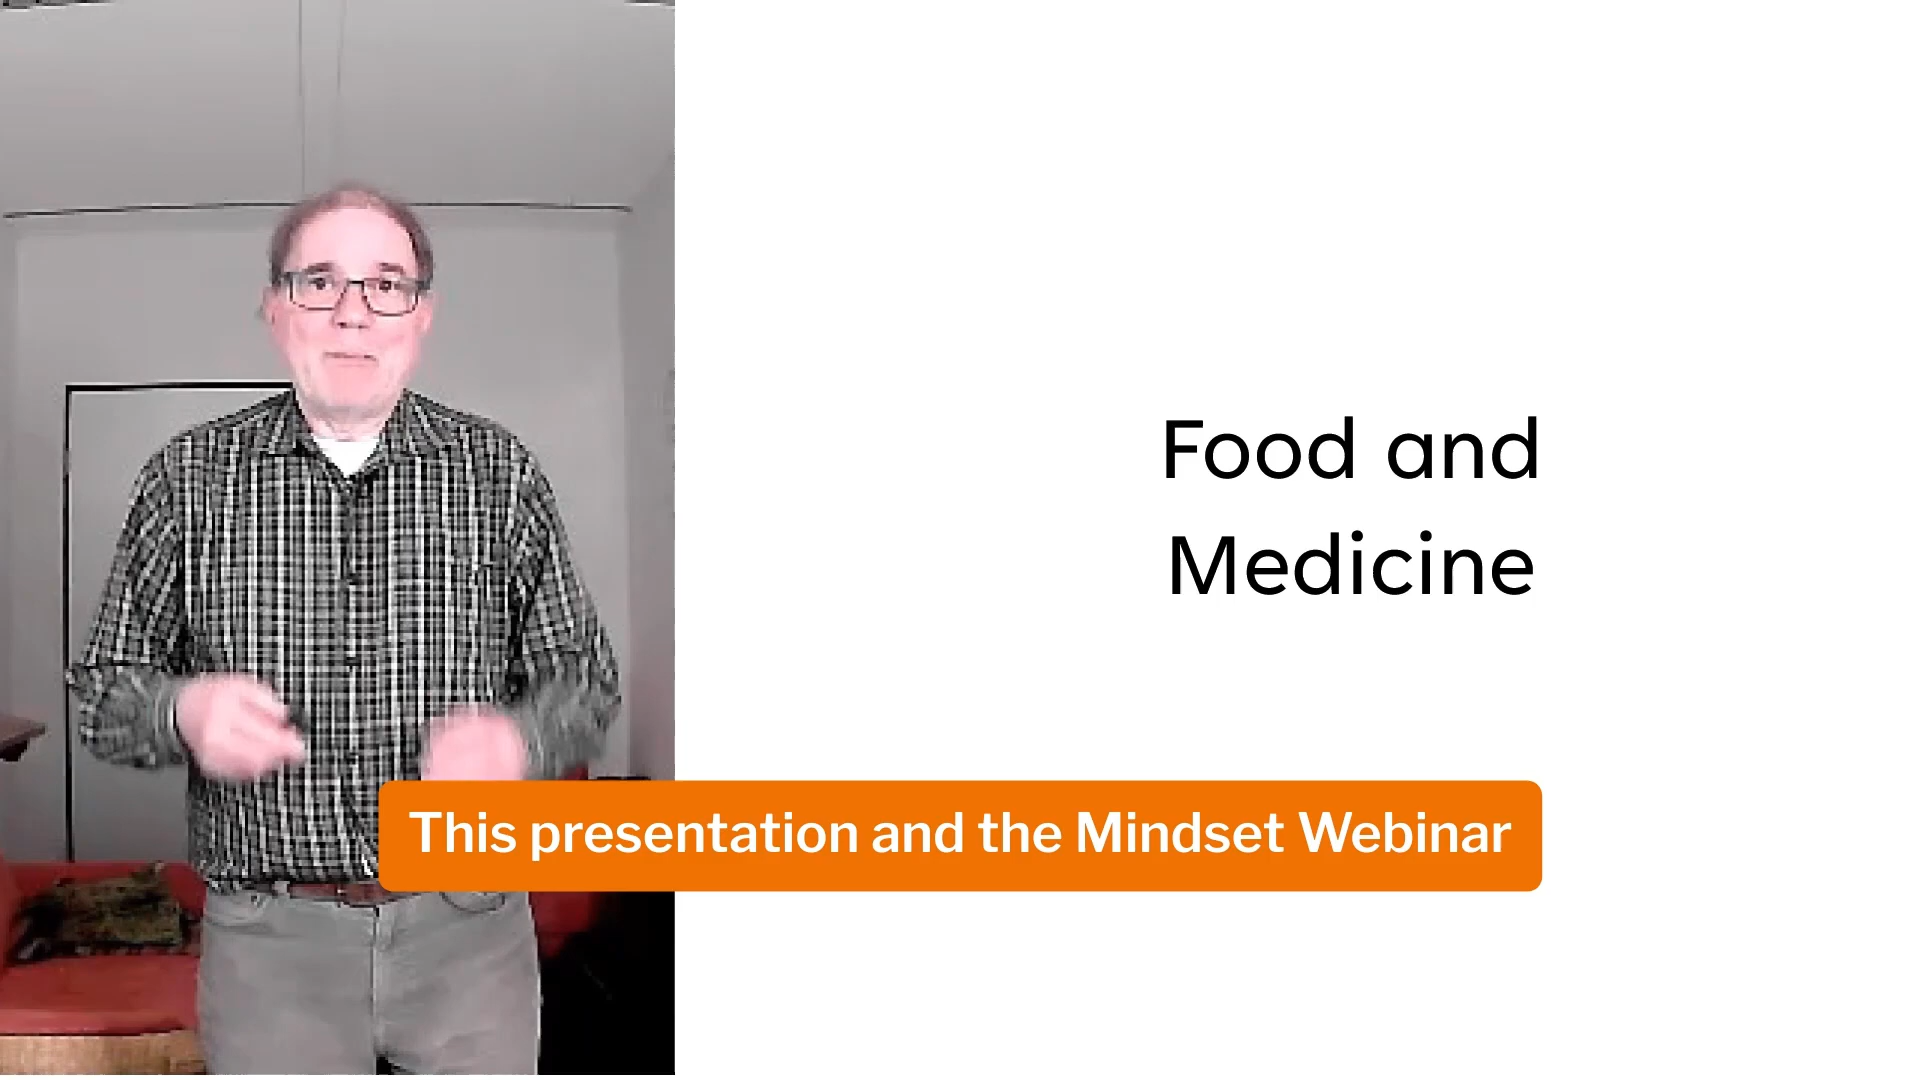 Food and
Medicine
This presentation and the Mindset Webinar